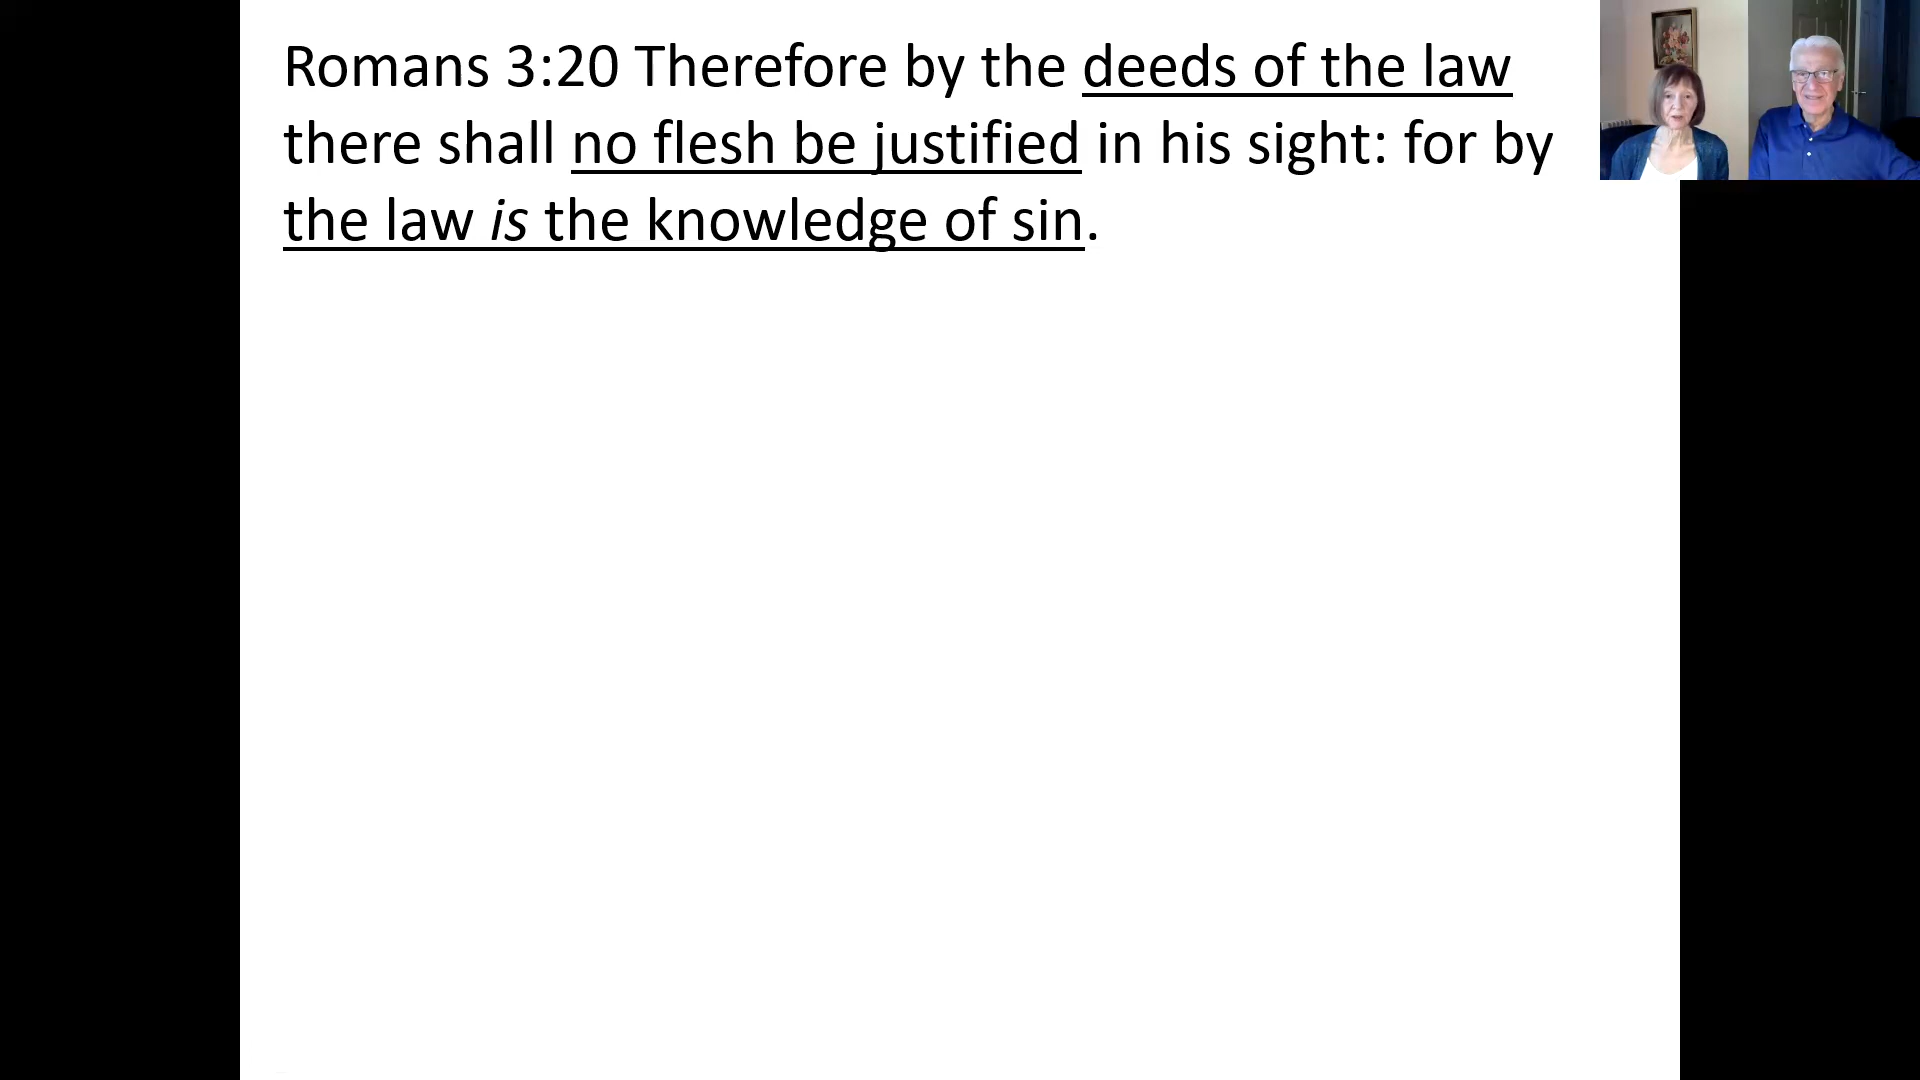 Romans 3:20 Therefore by the deeds of the law
there shall no flesh be justified in his sight: for by
the law is the knowledge of sin.